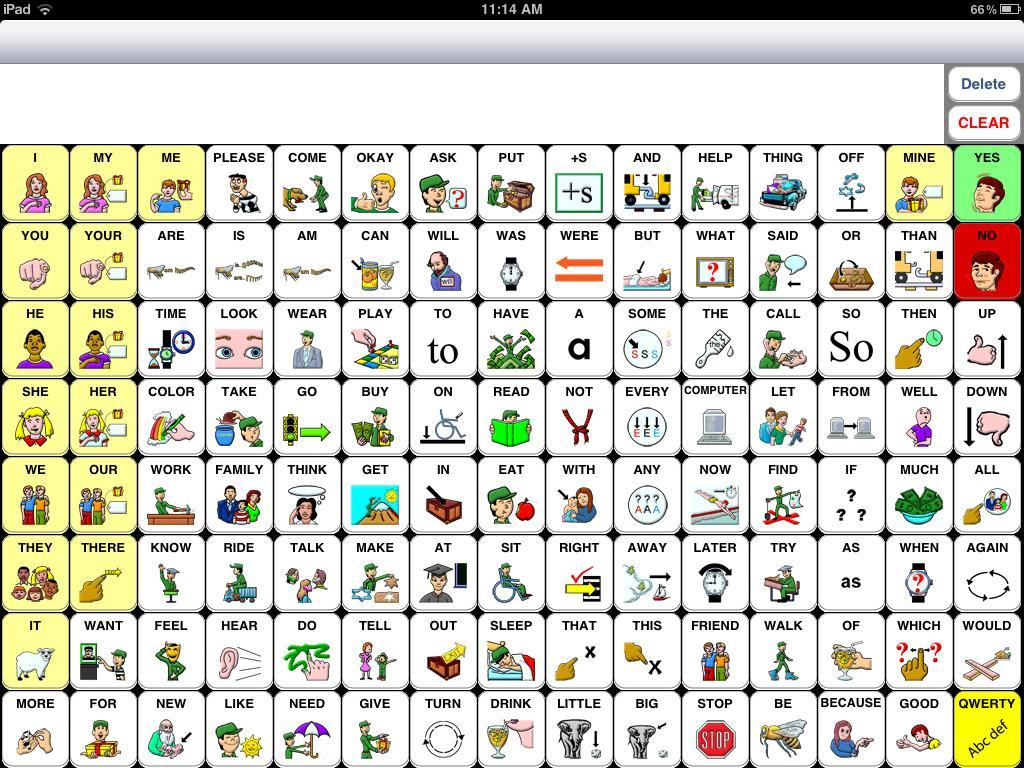 iPad 11:14 AM 66%
Delete
CLEAR
I MY ME PLEASE COME OKAY ASK PUT +S AND HELP THING OFF MINE YES
+s
YOU YOUR ARE IS AM CAN WILL WAS WERE BUT WHAT SAID OR THAN NO
HE HIS TIME LOOK WEAR PLAY TO HAVE A SOME THE CALL SO THEN UP
to a S S S the So
SHE HER COLOR TAKE GO BUY ON READ NOT EVERY COMPUTER LET FROM WELL DOWN
E E E
WE OUR WORK FAMILY THINK GET IN EAT WITH ANY NOW FIND IF MUCH ALL
? ? ? A A A ? ? ?
THEY THERE KNOW RIDE TALK MAKE AT SIT RIGHT AWAY LATER TRY AS WHEN AGAIN
as ?
IT WANT FEEL HEAR DO TELL OUT SLEEP THAT THIS FRIEND WALK OF WHICH WOULD
x x ? ?
MORE FOR NEW LIKE NEED GIVE TURN DRINK LITTLE BIG STOP BE BECAUSE GOOD QWERTY
STOP Abc def